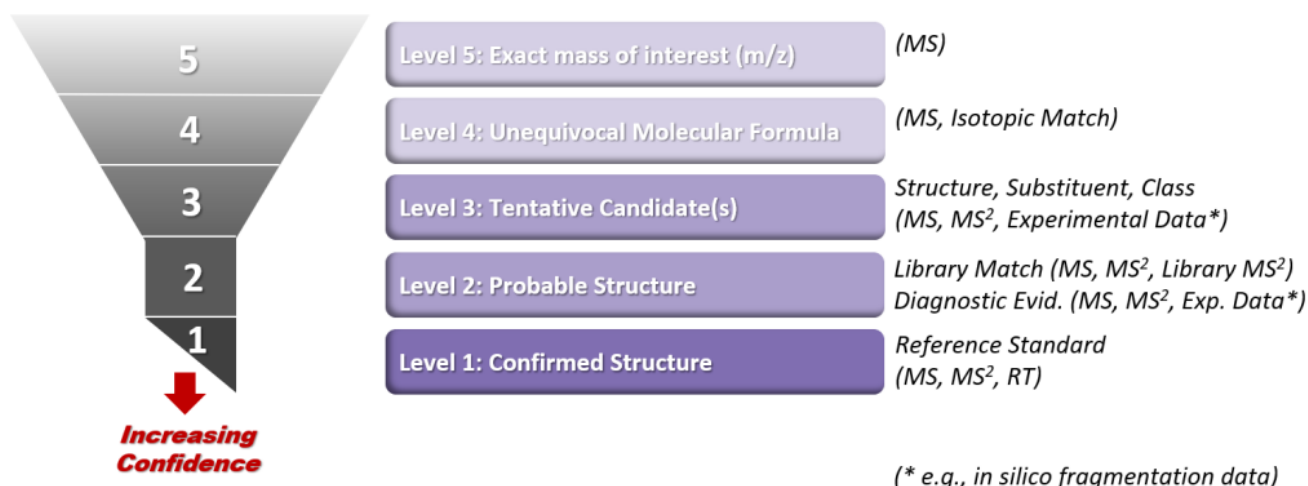 5
Level 5: Exact mass of interest (m/z)
(MS)
4
Level 4: Unequivocal Molecular Formula
(MS, Isotopic Match)
3
Level 3: Tentative Candidate(s)
Structure, Substituent, Class
(MS, MS², Experimental Data*)
2
Level 2: Probable Structure
Library Match (MS, MS², Library MS²)
Diagnostic Evid. (MS, MS², Exp. Data*)
1
Level 1: Confirmed Structure
Reference Standard
(MS, MS², RT)
Increasing
Confidence
(* e.g., in silico fragmentation data)